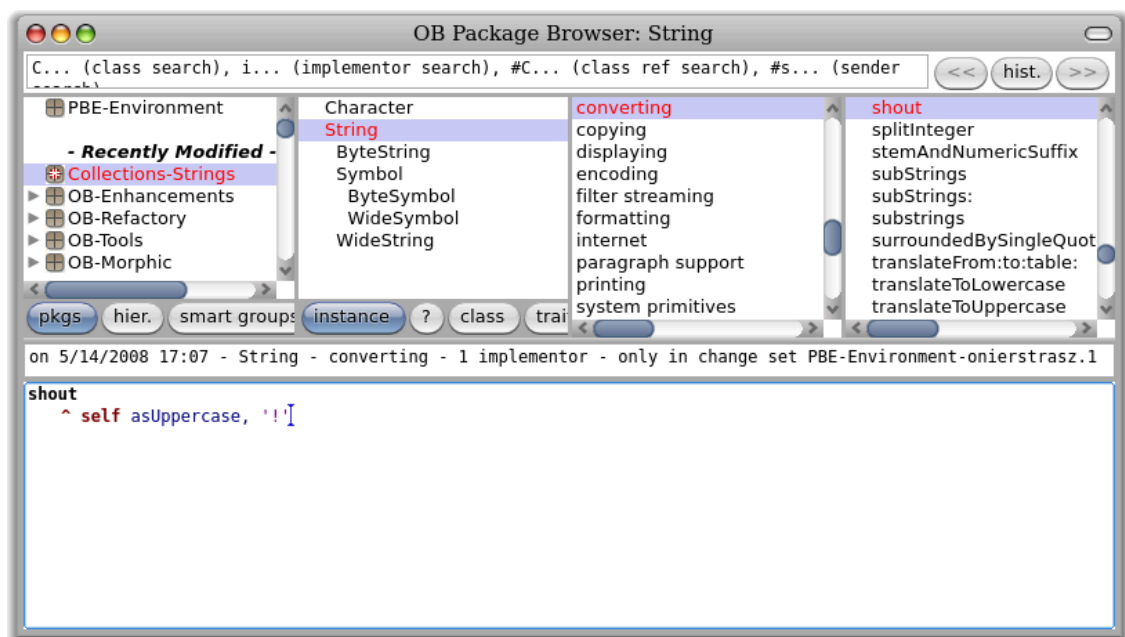 OB Package Browser: String
C... (class search), i... (implementor search), #C... (class ref search), #s... (sender
<< hist. >>
PBE-Environment
- Recently Modified -
Collections-Strings
OB-Enhancements
OB-Refactory
OB-Tools
OB-Morphic
pkgs hier. smart groups
Character
String
ByteString
Symbol
ByteSymbol
WideSymbol
WideString
instance ? class trai
converting
copying
displaying
encoding
filter streaming
formatting
internet
paragraph support
printing
system primitives
shout
splitInteger
stemAndNumericSuffix
subStrings
subStrings:
substrings
surroundedBySingleQuot
translateFrom:to:table:
translateToLowercase
translateToUppercase
on 5/14/2008 17:07 - String - converting - 1 implementor - only in change set PBE-Environment-onierstrasz.1
shout
^ self asUppercase, '!'